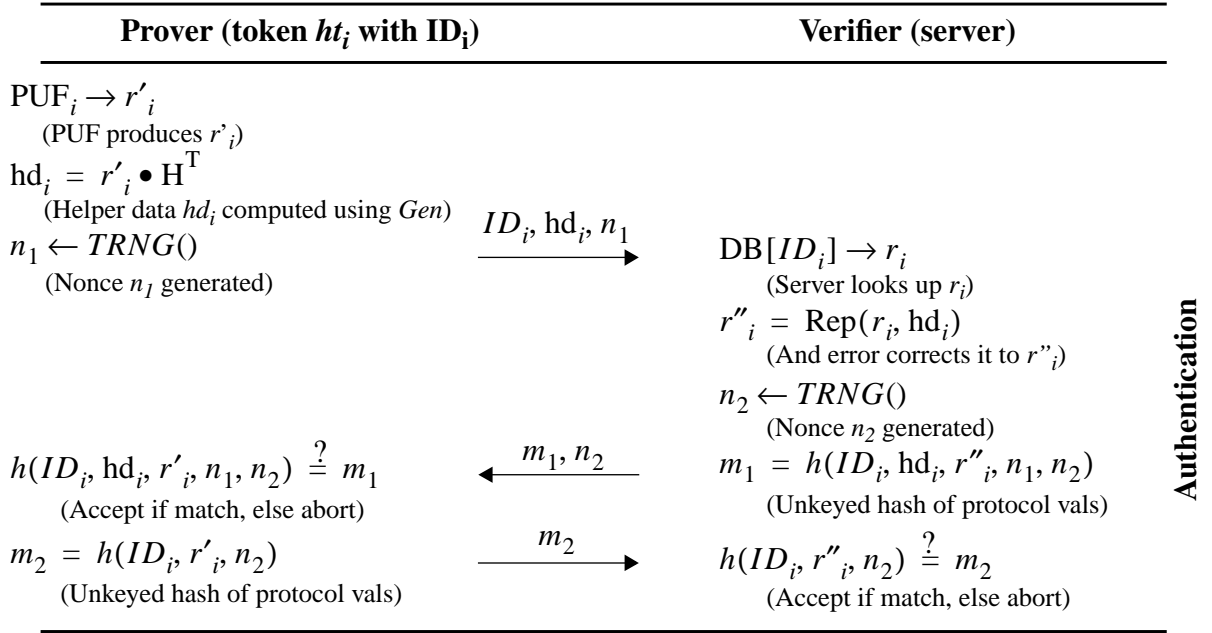 Prover (token ht_i with ID_i)
Verifier (server)
PUF_i → r′_i
(PUF produces r’_i)
hd_i = r′_i • H^T
(Helper data hd_i computed using Gen)
n_1 ← TRNG()
(Nonce n_1 generated)
ID_i, hd_i, n_1
DB[ID_i] → r_i
(Server looks up r_i)
r″_i = Rep(r_i, hd_i)
(And error corrects it to r”_i)
n_2 ← TRNG()
(Nonce n_2 generated)
h(ID_i, hd_i, r′_i, n_1, n_2) ≟ m_1
(Accept if match, else abort)
m_1, n_2
m_1 = h(ID_i, hd_i, r″_i, n_1, n_2)
(Unkeyed hash of protocol vals)
m_2 = h(ID_i, r′_i, n_2)
(Unkeyed hash of protocol vals)
m_2
h(ID_i, r″_i, n_2) ≟ m_2
(Accept if match, else abort)
Authentication